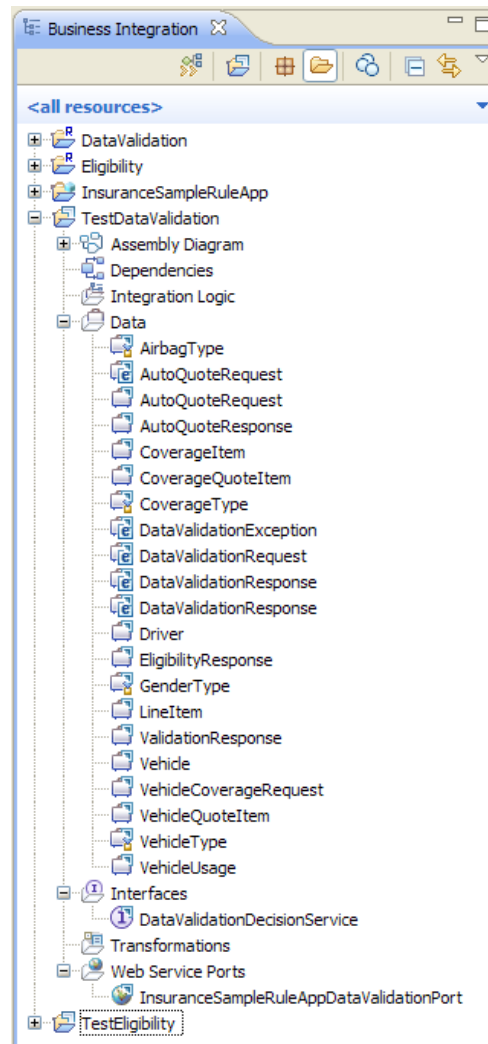 Business Integration
<all resources>
DataValidation
Eligibility
InsuranceSampleRuleApp
TestDataValidation
Assembly Diagram
Dependencies
Integration Logic
Data
AirbagType
AutoQuoteRequest
AutoQuoteRequest
AutoQuoteResponse
CoverageItem
CoverageQuoteItem
CoverageType
DataValidationException
DataValidationRequest
DataValidationResponse
DataValidationResponse
Driver
EligibilityResponse
GenderType
LineItem
ValidationResponse
Vehicle
VehicleCoverageRequest
VehicleQuoteItem
VehicleType
VehicleUsage
Interfaces
DataValidationDecisionService
Transformations
Web Service Ports
InsuranceSampleRuleAppDataValidationPort
TestEligibility